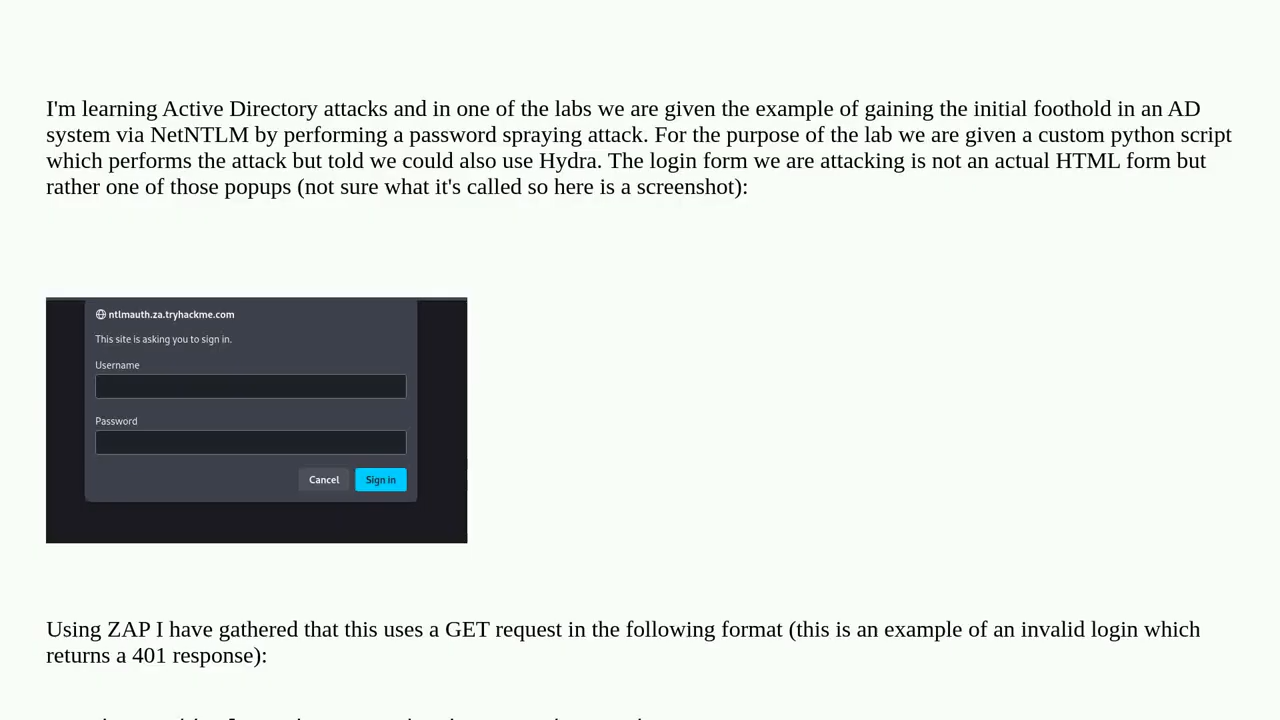 I'm learning Active Directory attacks and in one of the labs we are given the example of gaining the initial foothold in an AD
system via NetNTLM by performing a password spraying attack. For the purpose of the lab we are given a custom python script
which performs the attack but told we could also use Hydra. The login form we are attacking is not an actual HTML form but
rather one of those popups (not sure what it's called so here is a screenshot):
ntlmauth.za.tryhackme.com
This site is asking you to sign in.
Username
Password
Cancel Sign in
Using ZAP I have gathered that this uses a GET request in the following format (this is an example of an invalid login which
returns a 401 response):